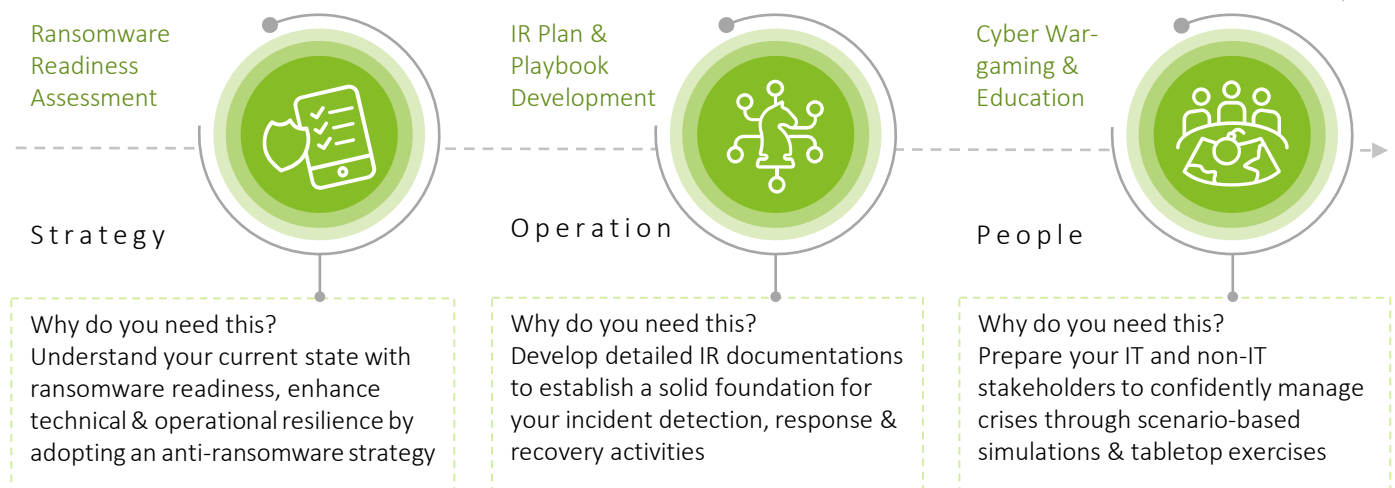 Ransomware
Readiness
Assessment
Strategy
Why do you need this?
Understand your current state with
ransomware readiness, enhance
technical & operational resilience by
adopting an anti-ransomware strategy
IR Plan &
Playbook
Development
Operation
Why do you need this?
Develop detailed IR documentations
to establish a solid foundation for
your incident detection, response &
recovery activities
Cyber War-
gaming &
Education
People
Why do you need this?
Prepare your IT and non-IT
stakeholders to confidently manage
crises through scenario-based
simulations & tabletop exercises